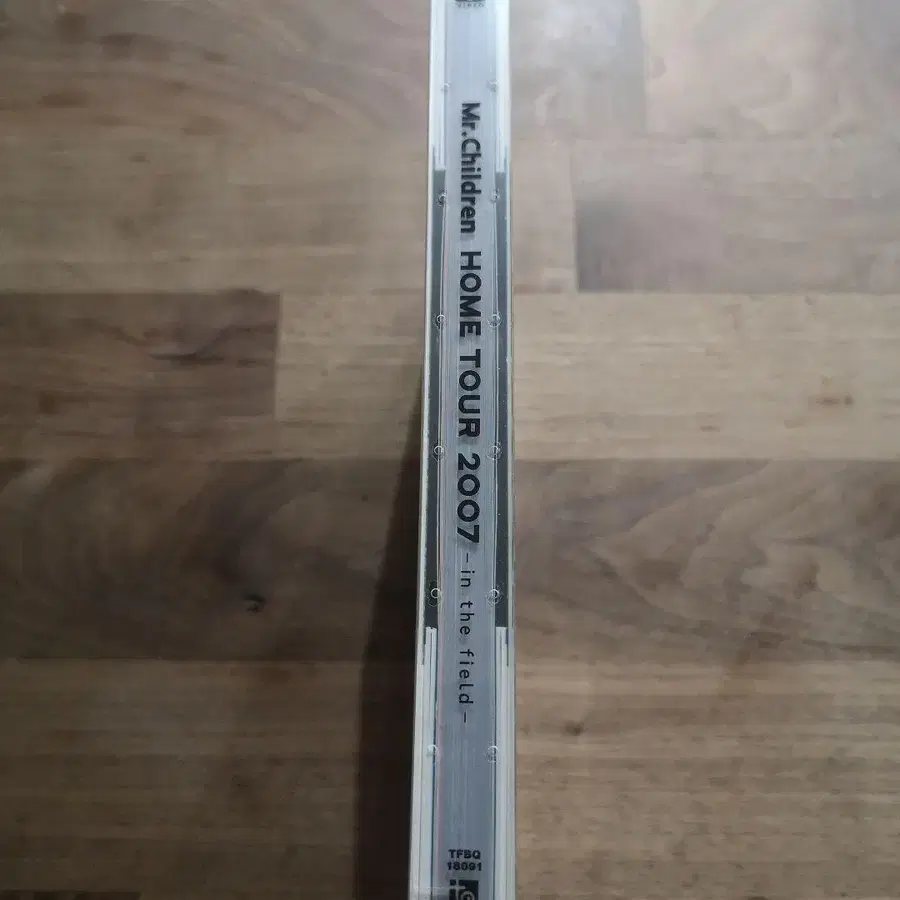 Mr.Children HOME TOUR 2007 –in the field–
TFBQ
18091